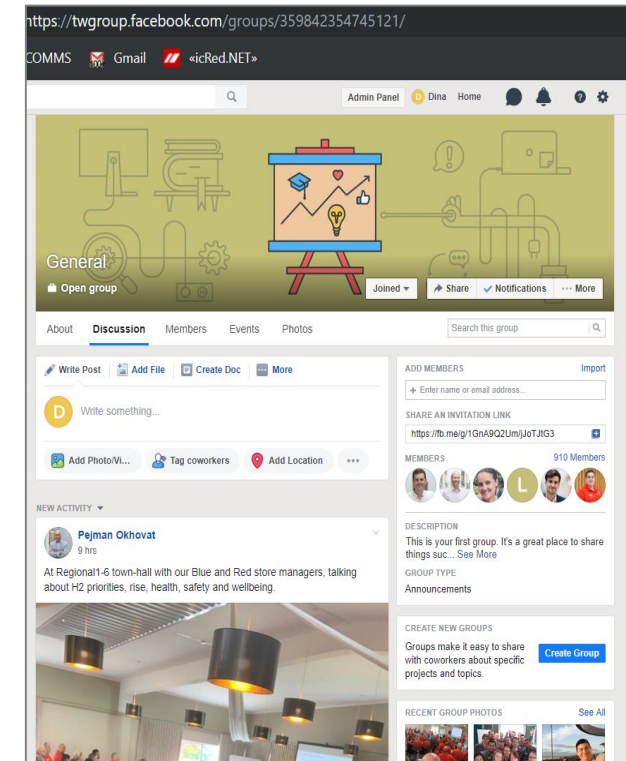 https://twgroup.facebook.com/groups/359842354745121/
COMMS Gmail «icRed.NET»
Admin Panel D Dina Home
General
Open group
Joined Share Notifications ··· More
About Discussion Members Events Photos
Search this group
Write Post Add File Create Doc More
D Write something...
Add Photo/Vi... Tag coworkers Add Location
NEW ACTIVITY
Pejman Okhovat
9 hrs
At Regional1-6 town-hall with our Blue and Red store managers, talking
about H2 priorities, rise, health, safety and wellbeing.
ADD MEMBERS Import
+ Enter name or email address...
SHARE AN INVITATION LINK
https://fb.me/g/1GnA9Q2Um/jJoTJtG3
MEMBERS 910 Members
L
DESCRIPTION
This is your first group. It's a great place to share
things suc... See More
GROUP TYPE
Announcements
CREATE NEW GROUPS
Groups make it easy to share
with coworkers about specific
projects and topics.
Create Group
RECENT GROUP PHOTOS See All